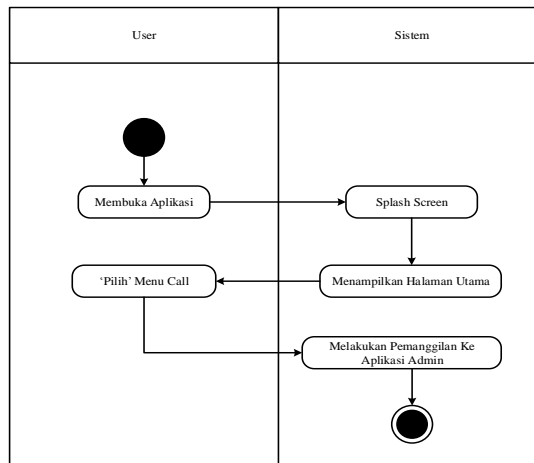 User
Sistem
Membuka Aplikasi
Splash Screen
Menampilkan Halaman Utama
‘Pilih’ Menu Call
Melakukan Pemanggilan Ke
Aplikasi Admin